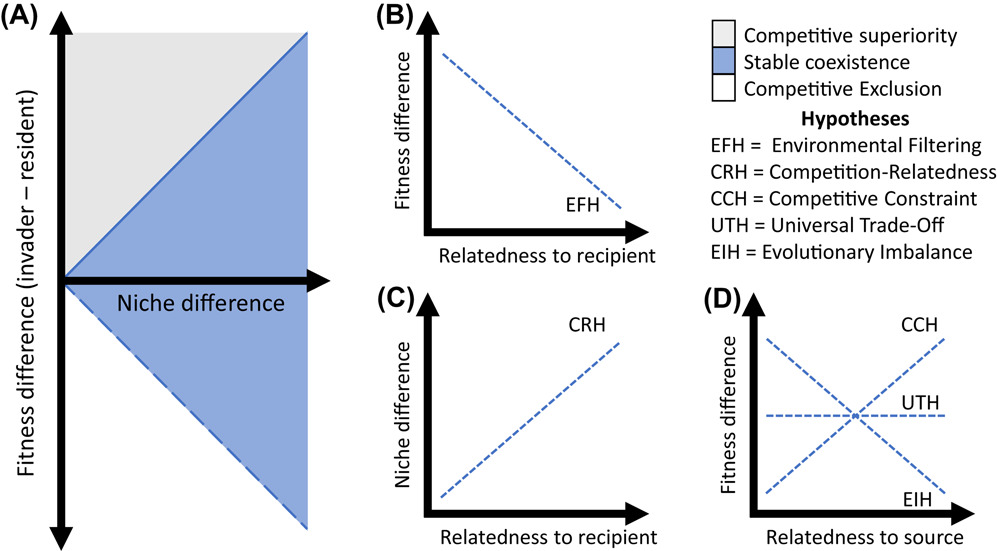 (A)
Fitness difference (invader – resident)
Niche difference
(B)
Fitness difference
EFH
Relatedness to recipient
Competitive superiority
Stable coexistence
Competitive Exclusion
Hypotheses
EFH = Environmental Filtering
CRH = Competition-Relatedness
CCH = Competitive Constraint
UTH = Universal Trade-Off
EIH = Evolutionary Imbalance
(C)
Niche difference
CRH
Relatedness to recipient
(D)
Fitness difference
CCH
UTH
EIH
Relatedness to source